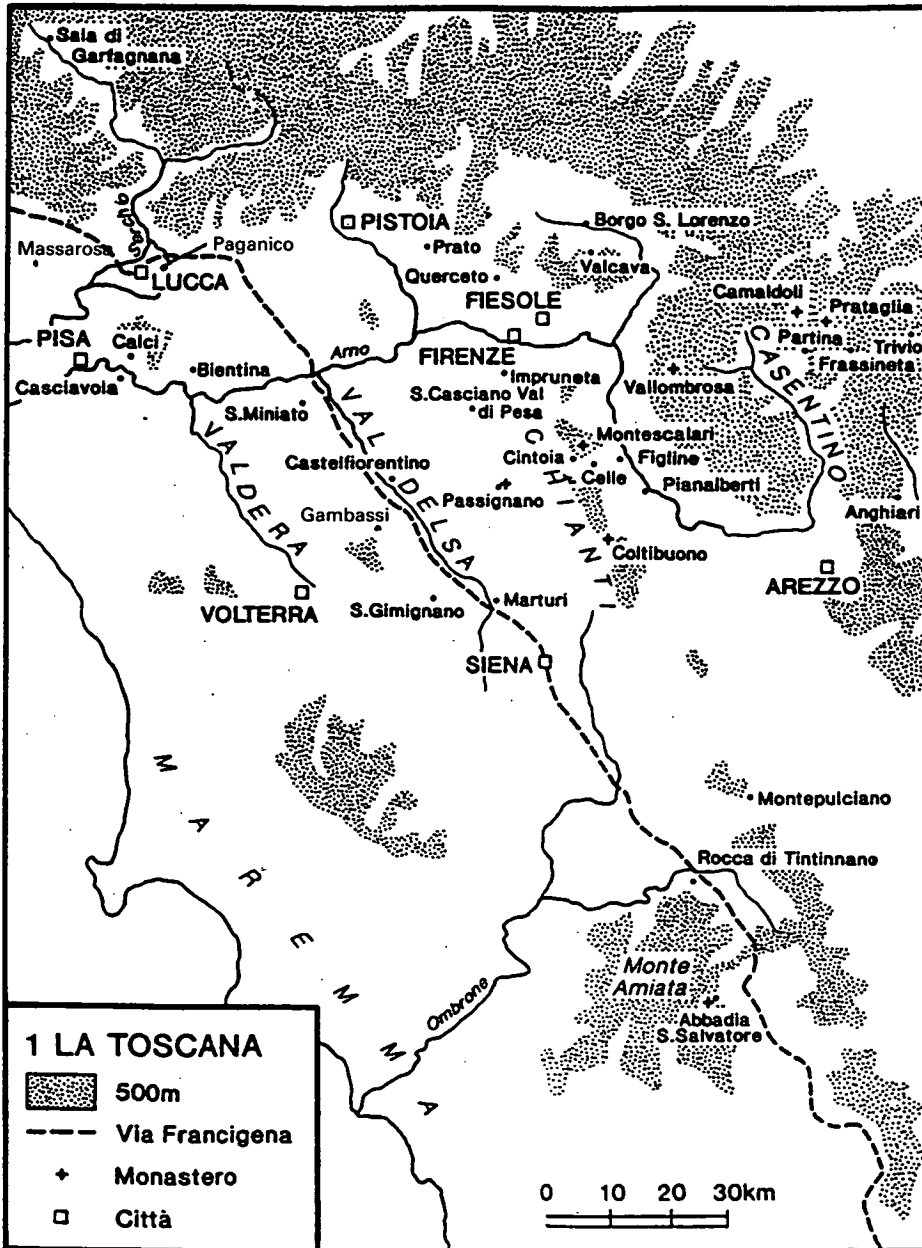 Sala di
Garfagnana
Serchio
PISTOIA
Borgo S. Lorenzo
Prato
Massarosa
Paganico
Valcava
LUCCA
Querceto
FIESOLE
Camaldoli
Prataglia
PISA
Calci
Arno
FIRENZE
Partina
Trivio
Frassineta
CASENTINO
Casciavola
Bientina
Impruneta
Vallombrosa
S.Miniato
S.Casciano Val
di Pesa
VALDERA
VAL DELSA
CHIANTI
Montescalari
Castelfiorentino
Cintoia
Figline
Celle
Pianalberti
Passignano
Anghiari
Gambassi
Coltibuono
AREZZO
VOLTERRA
S.Gimignano
Marturi
SIENA
MAREMMA
Montepulciano
Rocca di Tintinnano
Monte
Amiata
Ombrone
Abbadia
S.Salvatore
1 LA TOSCANA
500m
Via Francigena
Monastero
Città
0 10 20 30km